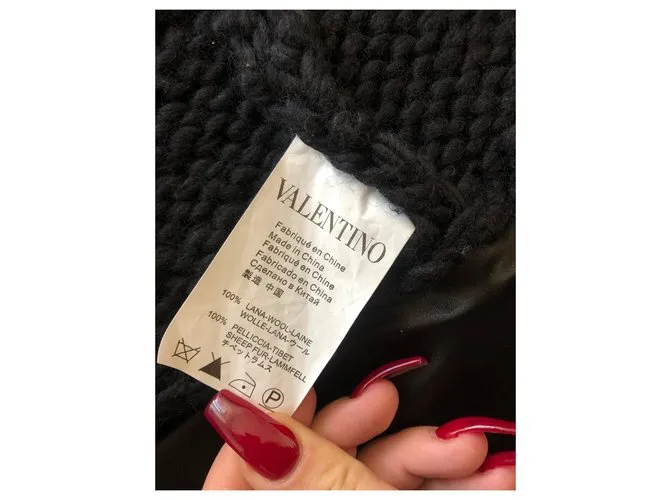 VALENTINO
Fabriqué en Chine
Made in China
Fabriqué en Chine
Fabricado en China
Сделано в Китай
製造 中国
100% LANA-WOOL-LAINE
WOLLE-LANA-ウール
100% PELLICCIA-TIBET
SHEEP FUR-LAMMFELL
チベットラムス
P